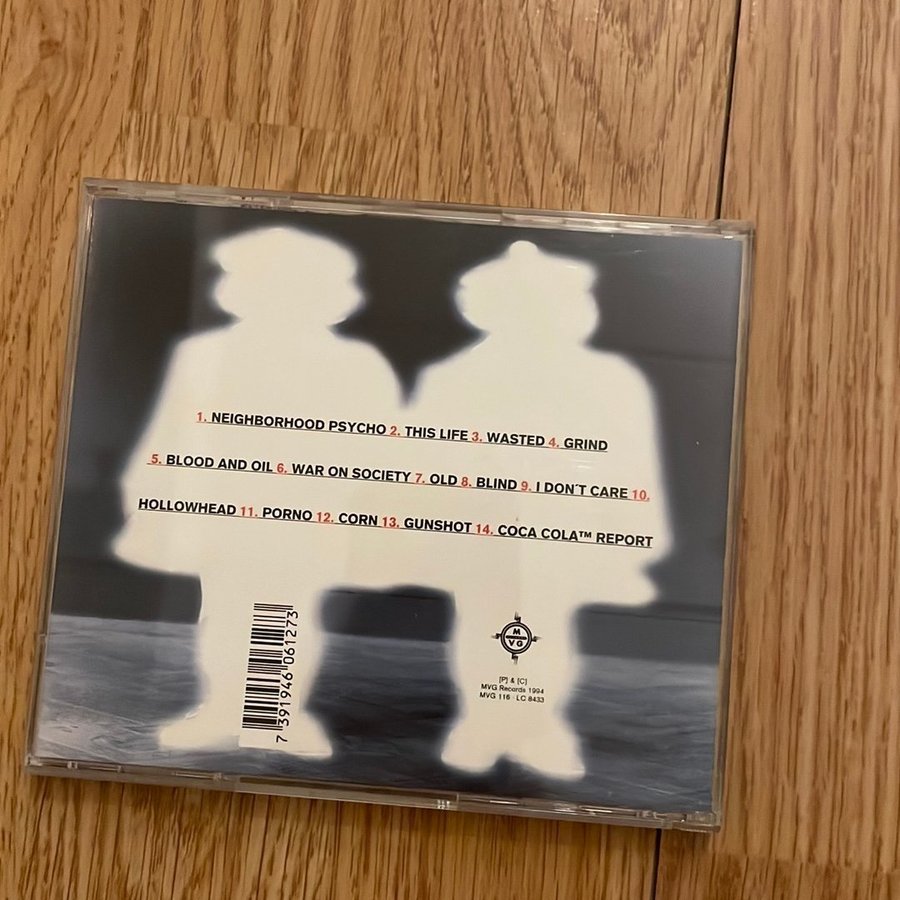 1. NEIGHBORHOOD PSYCHO 2. THIS LIFE 3. WASTED 4. GRIND
5. BLOOD AND OIL 6. WAR ON SOCIETY 7. OLD 8. BLIND 9. I DON´T CARE 10.
HOLLOWHEAD 11. PORNO 12. CORN 13. GUNSHOT 14. COCA COLA™ REPORT
7 391946 061273
M
VG
[P] & [C]
MVG Records 1994
MVG 116 · LC 8433